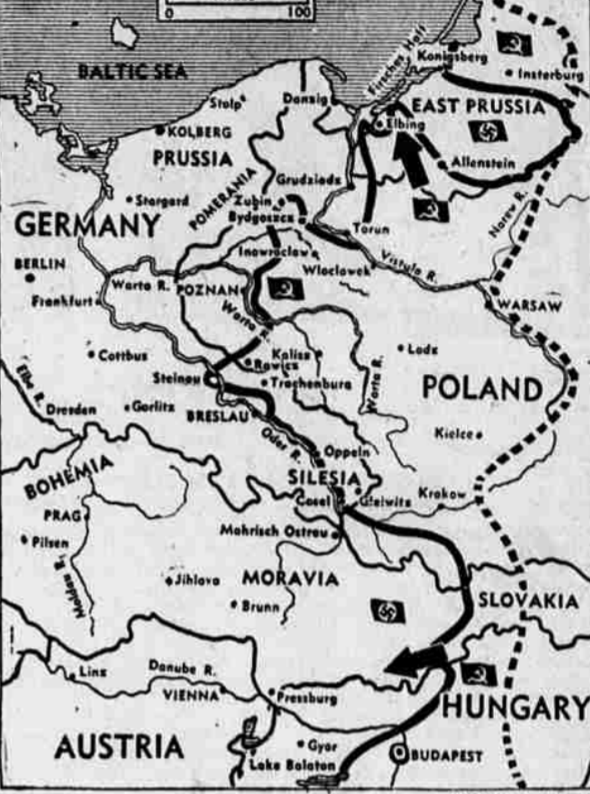 0 100
BALTIC SEA
Frisches Haff
Konigsberg
Insterburg
Stolp
Danzig
EAST PRUSSIA
Elbing
KOLBERG
PRUSSIA
Allenstein
POMERANIA
Grudziadz
Stargard
Zubin
Bydgoszcz
Narew R.
GERMANY
Torun
Inowroclaw
Vistula R.
BERLIN
Wloclawek
Warta R.
POZNAN
Frankfurt
Warta R.
WARSAW
Cottbus
Kalisz
Lodz
Rawicz
Steinau
Trachenburg
Warta R.
POLAND
Elbe R.
Dresden
Gorlitz
BRESLAU
Oder R.
Kielce
Oppeln
BOHEMIA
SILESIA
Cosel
Gleiwitz
Krakow
PRAG
Mahrisch Ostrau
Pilsen
Moldau R.
Jihlava
MORAVIA
Brunn
SLOVAKIA
Linz
Danube R.
VIENNA
Pressburg
HUNGARY
AUSTRIA
Gyor
BUDAPEST
Lake Balaton